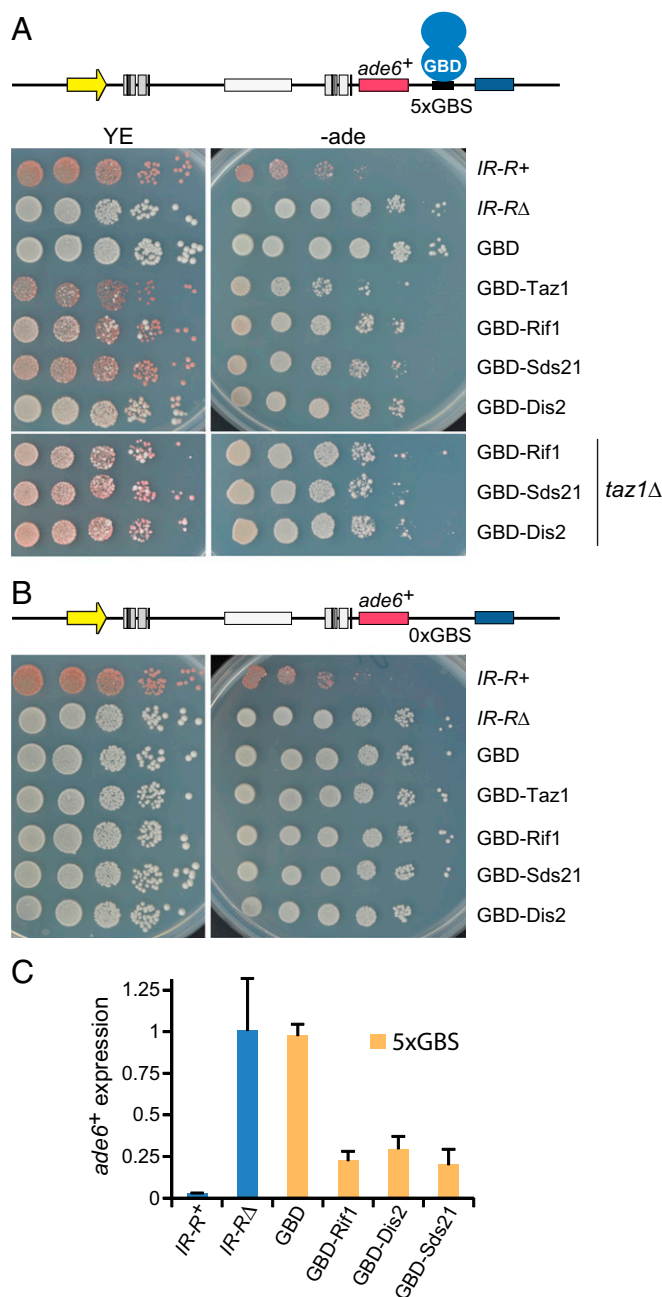 A
ade6+
GBD
5xGBS
YE
-ade
IR-R+
IR-RΔ
GBD
GBD-Taz1
GBD-Rif1
GBD-Sds21
GBD-Dis2
GBD-Rif1
GBD-Sds21
GBD-Dis2
taz1Δ
B
ade6+
0xGBS
IR-R+
IR-RΔ
GBD
GBD-Taz1
GBD-Rif1
GBD-Sds21
GBD-Dis2
C
ade6+ expression
1.25
1
0.75
0.5
0.25
0
5xGBS
IR-R+
IR-RΔ
GBD
GBD-Rif1
GBD-Dis2
GBD-Sds21